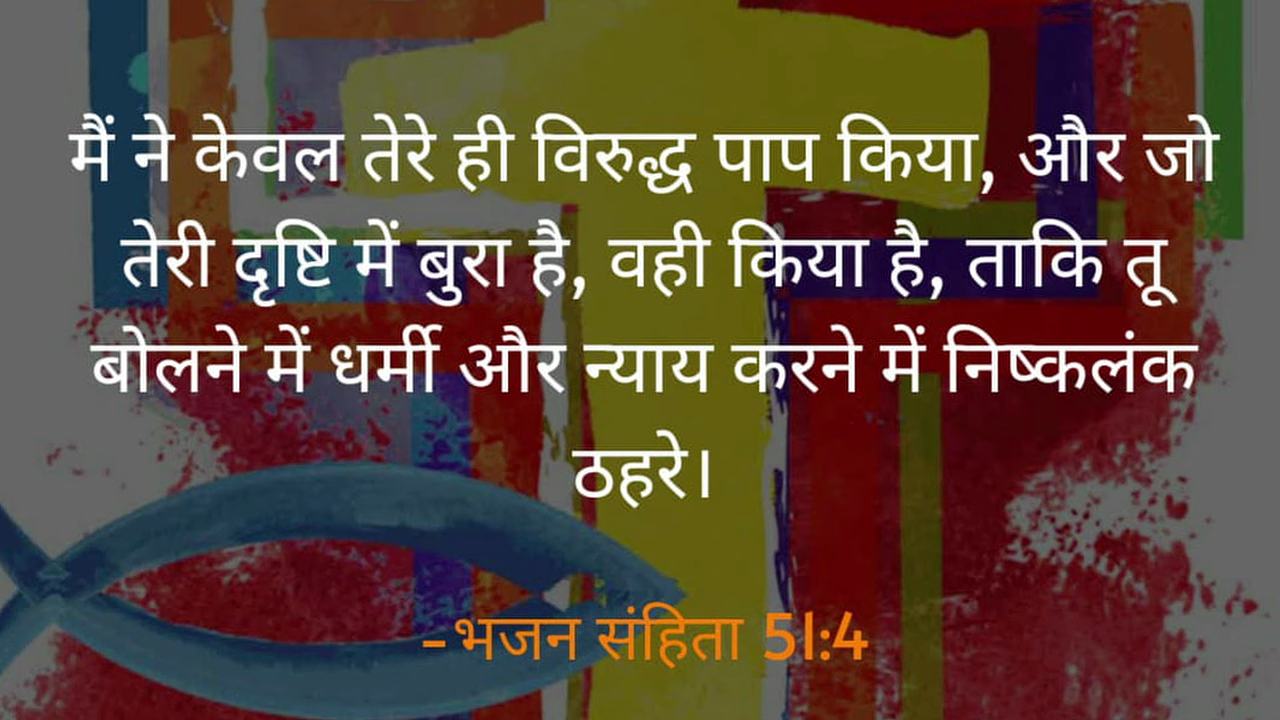 मैं ने केवल तेरे ही विरुद्ध पाप किया, और जो
तेरी दृष्टि में बुरा है, वही किया है, ताकि तू
बोलने में धर्मी और न्याय करने में निष्कलंक
ठहरे।
-भजन संहिता 51:4